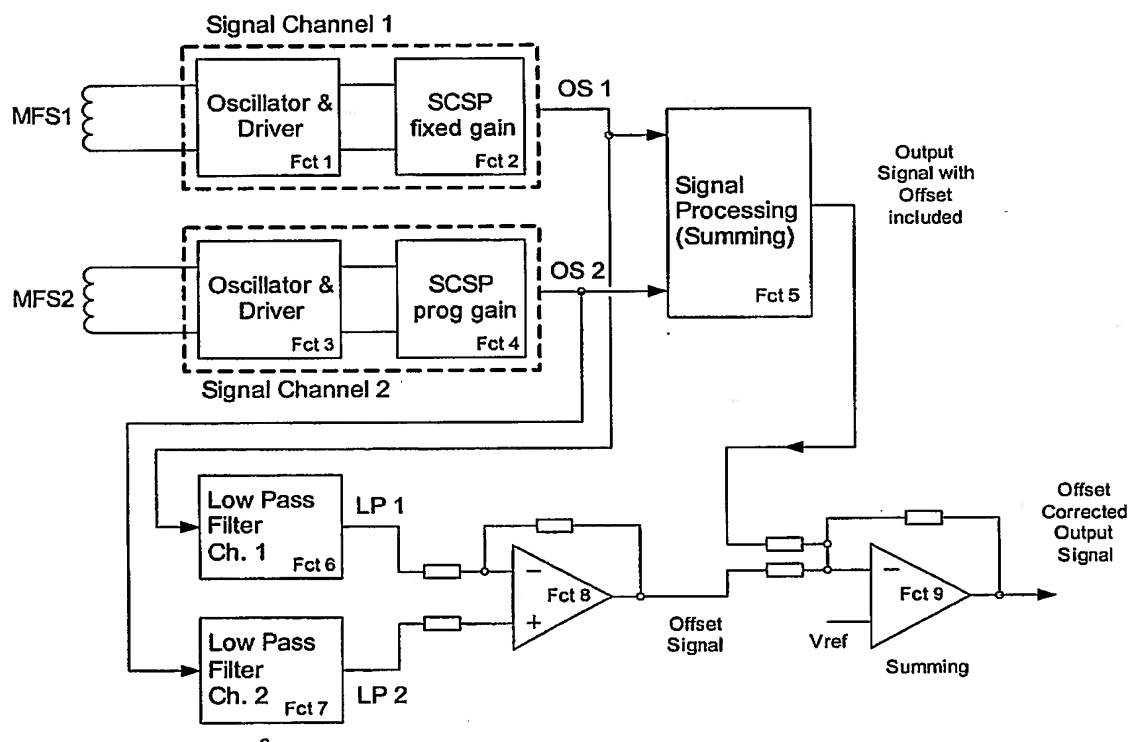 Signal Channel 1
MFS1
Oscillator &
Driver
Fct 1
SCSP
fixed gain
Fct 2
OS 1
Signal
Processing
(Summing)
Fct 5
Output
Signal with
Offset
included
MFS2
Oscillator &
Driver
Fct 3
SCSP
prog gain
Fct 4
OS 2
Signal Channel 2
Low Pass
Filter
Ch. 1
Fct 6
LP 1
Fct 8
−
+
Offset
Signal
Low Pass
Filter
Ch. 2
Fct 7
LP 2
Fct 9
−
Vref
Summing
Offset
Corrected
Output
Signal